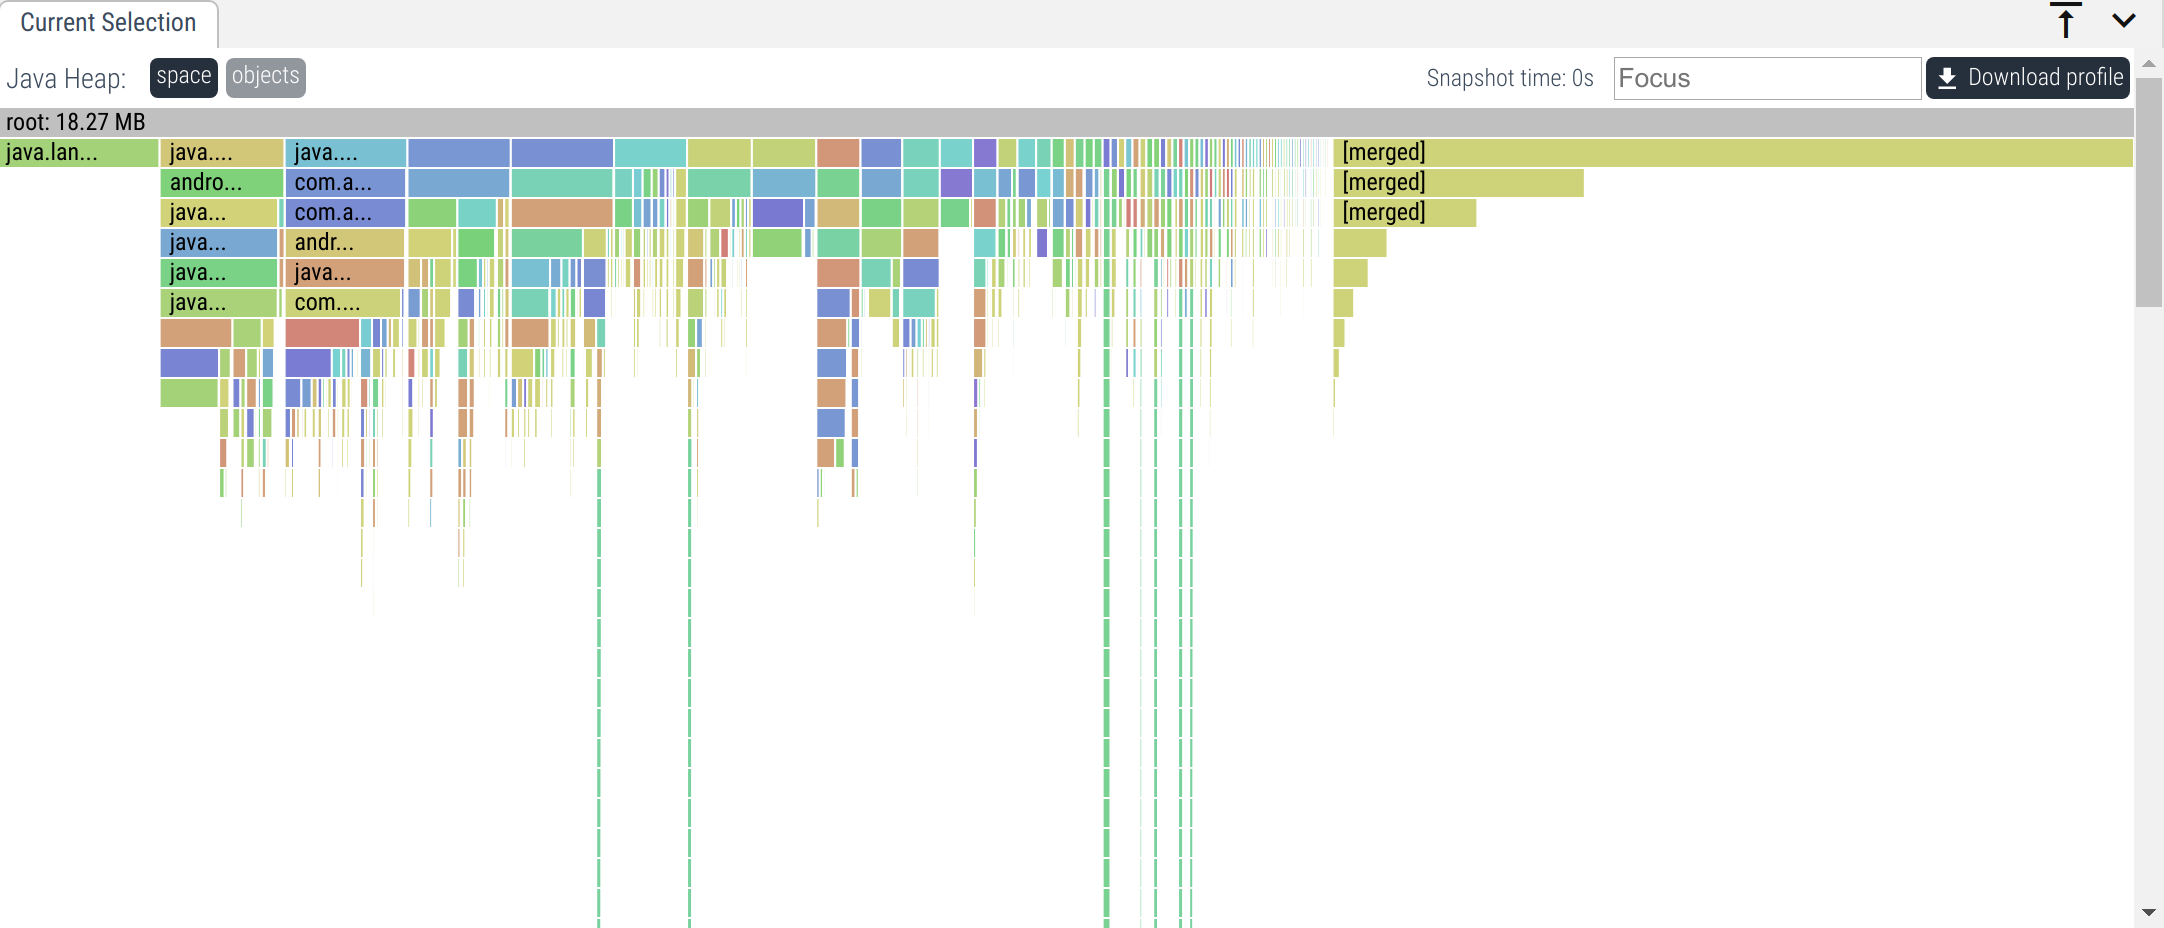 Current Selection
Java Heap: space objects Snapshot time: 0s Focus Download profile
root: 18.27 MB
java.lan... java.... java.... [merged]
andro... com.a... [merged]
java... com.a... [merged]
java... andr...
java... java...
java... com....